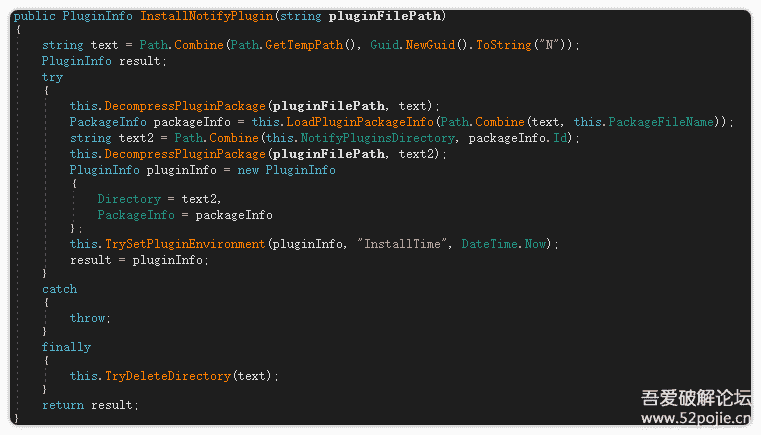 public PluginInfo InstallNotifyPlugin(string pluginFilePath)
{
    string text = Path.Combine(Path.GetTempPath(), Guid.NewGuid().ToString("N"));
    PluginInfo result;
    try
    {
        this.DecompressPluginPackage(pluginFilePath, text);
        PackageInfo packageInfo = this.LoadPluginPackageInfo(Path.Combine(text, this.PackageFileName));
        string text2 = Path.Combine(this.NotifyPluginsDirectory, packageInfo.Id);
        this.DecompressPluginPackage(pluginFilePath, text2);
        PluginInfo pluginInfo = new PluginInfo
        {
            Directory = text2,
            PackageInfo = packageInfo
        };
        this.TrySetPluginEnvironment(pluginInfo, "InstallTime", DateTime.Now);
        result = pluginInfo;
    }
    catch
    {
        throw;
    }
    finally
    {
        this.TryDeleteDirectory(text);
    }
    return result;
}
吾爱破解论坛
www.52pojie.cn